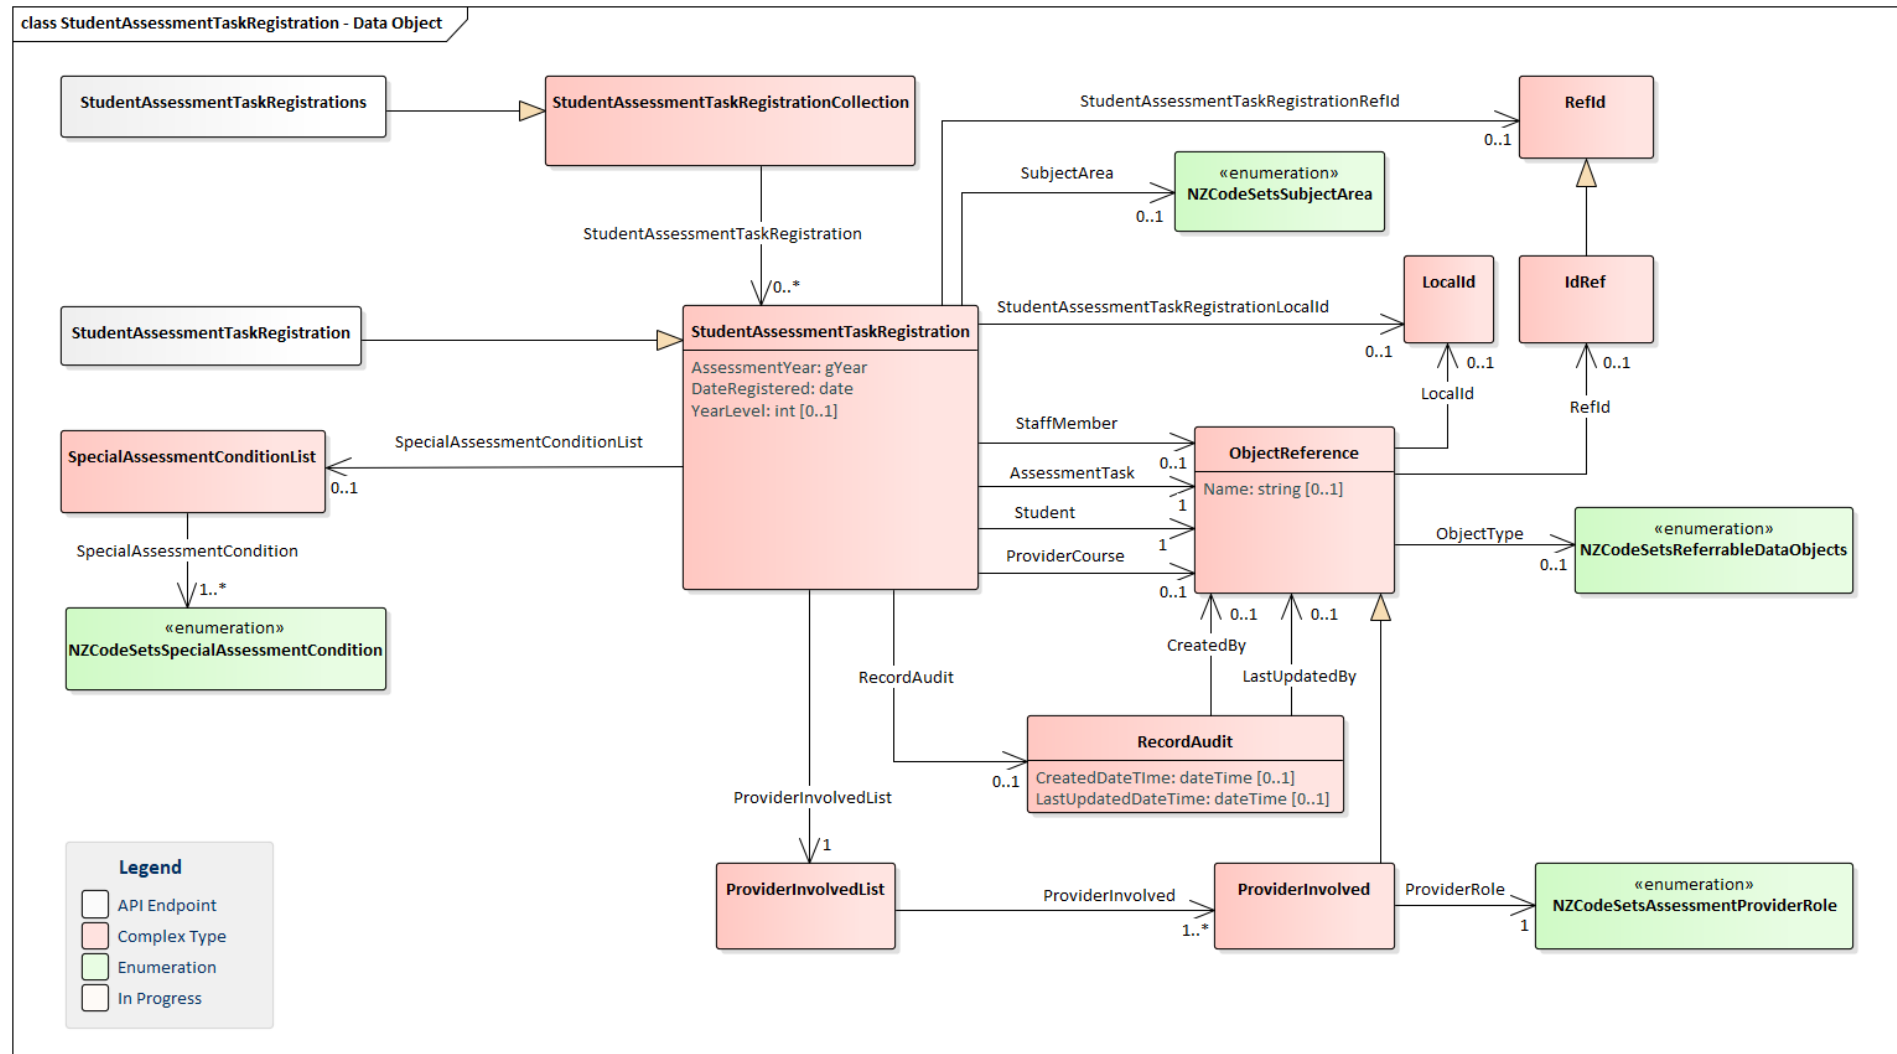 class StudentAssessmentTaskRegistration - Data Object
StudentAssessmentTaskRegistrations
StudentAssessmentTaskRegistrationCollection
StudentAssessmentTaskRegistrationRefId
0..1
RefId
SubjectArea
0..1
«enumeration»
NZCodeSetsSubjectArea
StudentAssessmentTaskRegistration
0..*
StudentAssessmentTaskRegistration
StudentAssessmentTaskRegistration
AssessmentYear: gYear
DateRegistered: date
YearLevel: int [0..1]
StudentAssessmentTaskRegistrationLocalId
0..1
LocalId
IdRef
0..1
LocalId
0..1
RefId
SpecialAssessmentConditionList
SpecialAssessmentConditionList
0..1
SpecialAssessmentCondition
1..*
«enumeration»
NZCodeSetsSpecialAssessmentCondition
StaffMember
0..1
AssessmentTask
1
Student
1
ProviderCourse
0..1
ObjectReference
Name: string [0..1]
ObjectType
0..1
«enumeration»
NZCodeSetsReferrableDataObjects
0..1
CreatedBy
0..1
LastUpdatedBy
RecordAudit
0..1
RecordAudit
CreatedDateTIme: dateTime [0..1]
LastUpdatedDateTime: dateTime [0..1]
ProviderInvolvedList
1
ProviderInvolvedList
ProviderInvolved
1..*
ProviderInvolved
ProviderRole
1
«enumeration»
NZCodeSetsAssessmentProviderRole
Legend
API Endpoint
Complex Type
Enumeration
In Progress